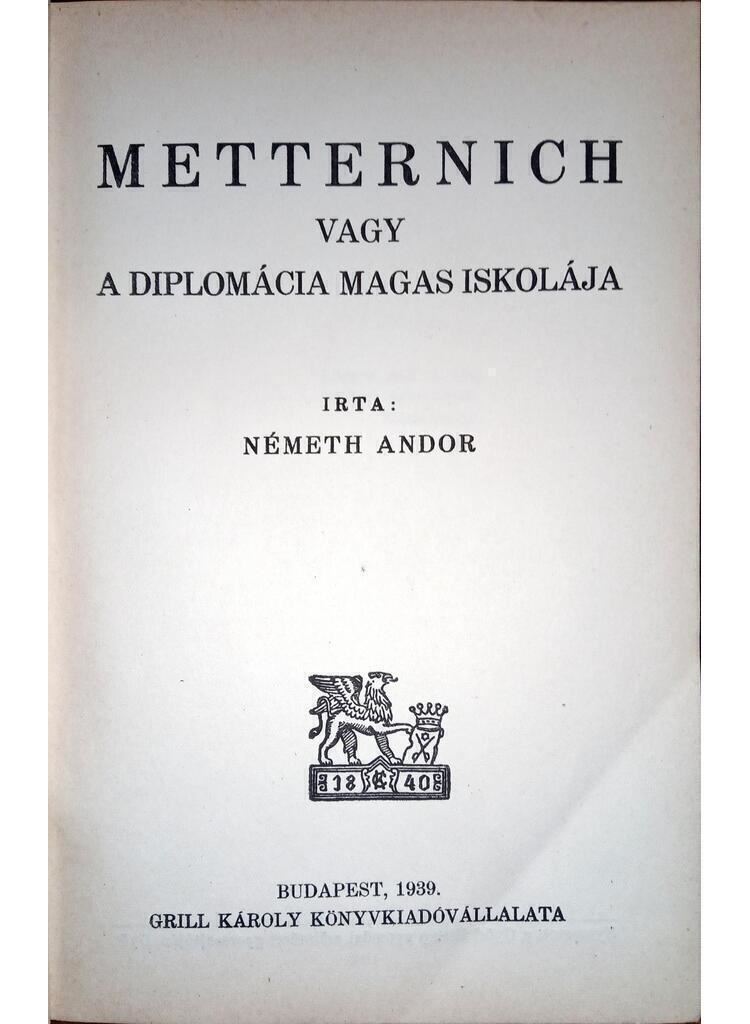 METTERNICH
VAGY
A DIPLOMÁCIA MAGAS ISKOLÁJA
IRTA:
NÉMETH ANDOR
18 40
BUDAPEST, 1939.
GRILL KÁROLY KÖNYVKIADÓVÁLLALATA